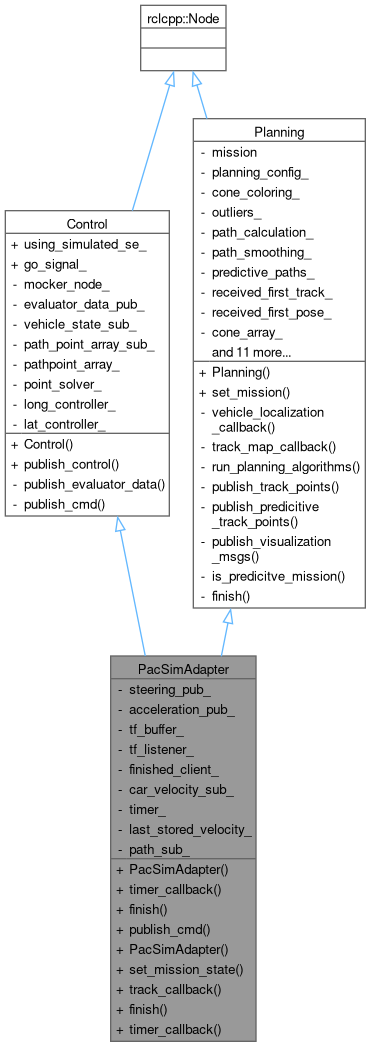 rclcpp::Node
Planning
- mission
- planning_config_
- cone_coloring_
- outliers_
- path_calculation_
- path_smoothing_
- predictive_paths_
- received_first_track_
- received_first_pose_
- cone_array_
and 11 more...
+ Planning()
+ set_mission()
- vehicle_localization
_callback()
- track_map_callback()
- run_planning_algorithms()
- publish_track_points()
- publish_predicitive
_track_points()
- publish_visualization
_msgs()
- is_predicitve_mission()
- finish()
Control
+ using_simulated_se_
+ go_signal_
- mocker_node_
- evaluator_data_pub_
- vehicle_state_sub_
- path_point_array_sub_
- pathpoint_array_
- point_solver_
- long_controller_
- lat_controller_
+ Control()
+ publish_control()
- publish_evaluator_data()
- publish_cmd()
PacSimAdapter
- steering_pub_
- acceleration_pub_
- tf_buffer_
- tf_listener_
- finished_client_
- car_velocity_sub_
- timer_
- last_stored_velocity_
- path_sub_
+ PacSimAdapter()
+ timer_callback()
+ finish()
+ publish_cmd()
+ PacSimAdapter()
+ set_mission_state()
+ track_callback()
+ finish()
+ timer_callback()